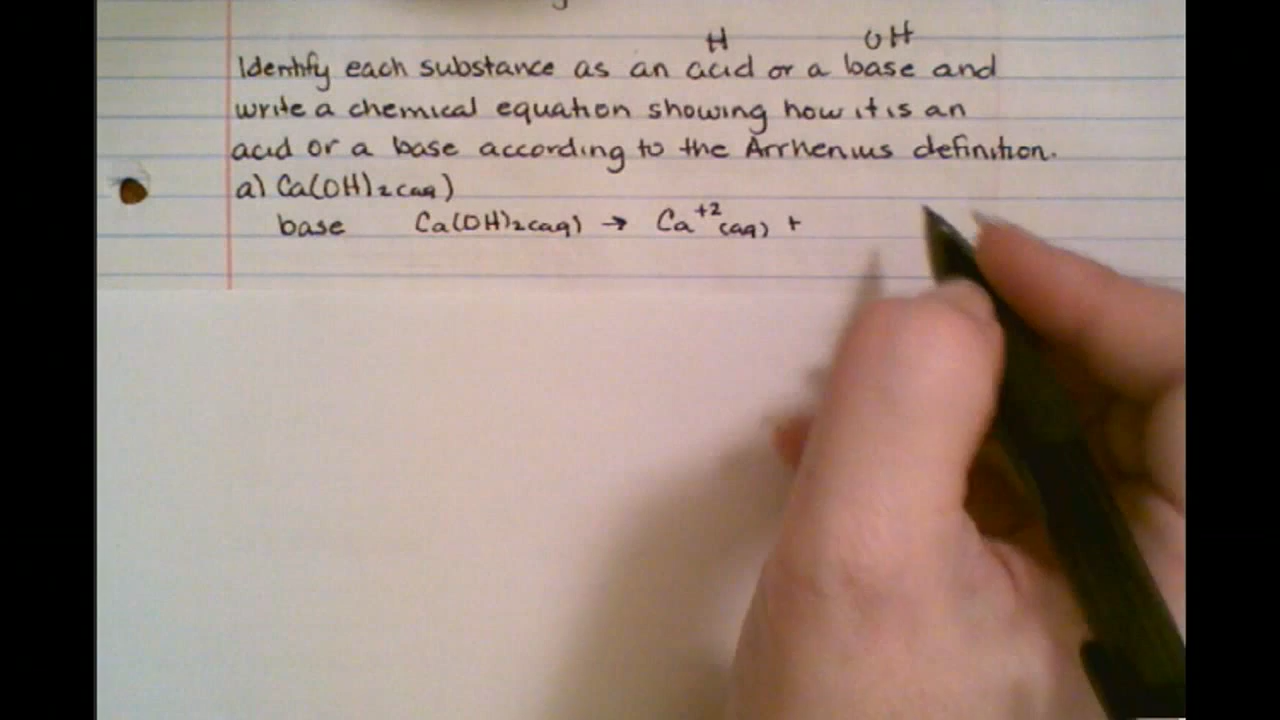 H OH
Identify each substance as an acid or a base and
write a chemical equation showing how it is an
acid or a base according to the Arrhenius definition.
a) Ca(OH)₂(aq)
base Ca(OH)₂(aq) → Ca⁺²(aq) +